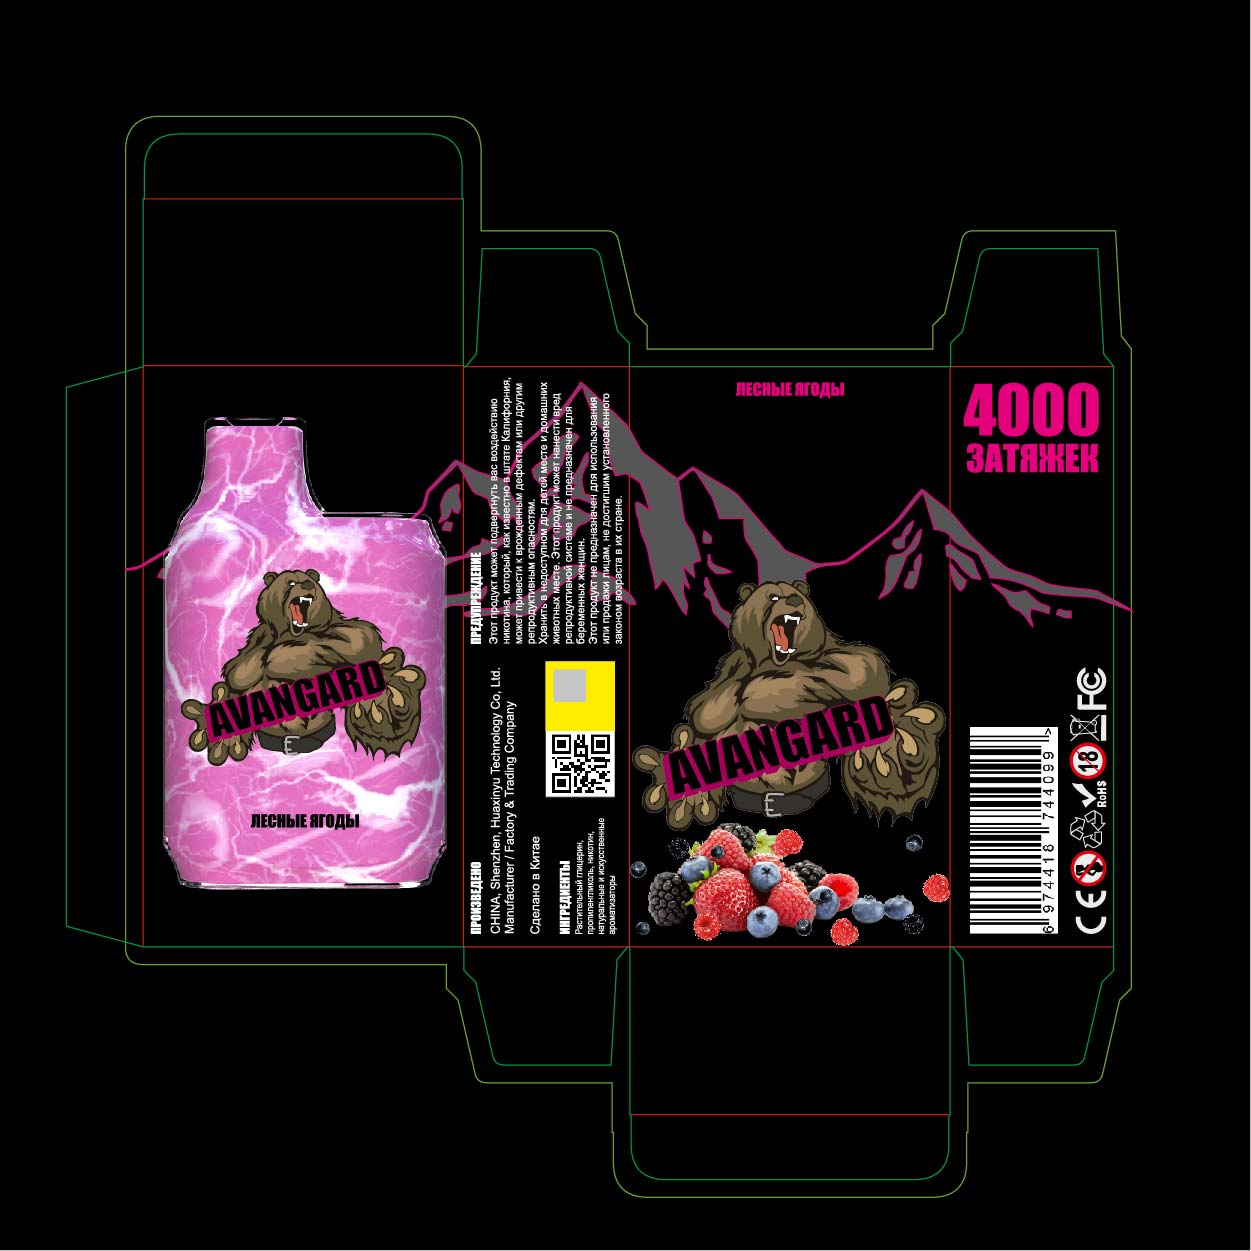 AVANGARD
ЛЕСНЫЕ ЯГОДЫ
ПРЕДУПРЕЖДЕНИЕ
Этот продукт может подвергнуть вас воздействию
никотина, который, как известно в штате Калифорния,
может привести к врожденным дефектам или другим
репродуктивным опасностям.
Хранить в недоступном для детей месте и домашних
животных месте. Этот продукт может нанести вред
репродуктивной системе и не предназначен для
беременных женщин.
Этот продукт не предназначен для использования
или продажи лицам, не достигшим установленного
законом возраста в их стране.
ПРОИЗВЕДЕНО
CHINA, Shenzhen, Huaxinyu Technology Co, Ltd.
Manufacturer / Factory & Trading Company
Сделано в Китае
ИНГРЕДИЕНТЫ
Растительный глицерин,
пропиленгликоль, никотин,
натуральные и искусственные
ароматизаторы
ЛЕСНЫЕ ЯГОДЫ
AVANGARD
4000
ЗАТЯЖЕК
6 974418 744099 >
CE
RoHS
18
FC